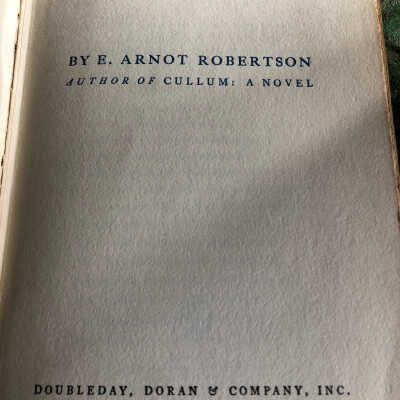 BY E. ARNOT ROBERTSON
AUTHOR OF CULLUM: A NOVEL
DOUBLEDAY, DORAN & COMPANY, INC.